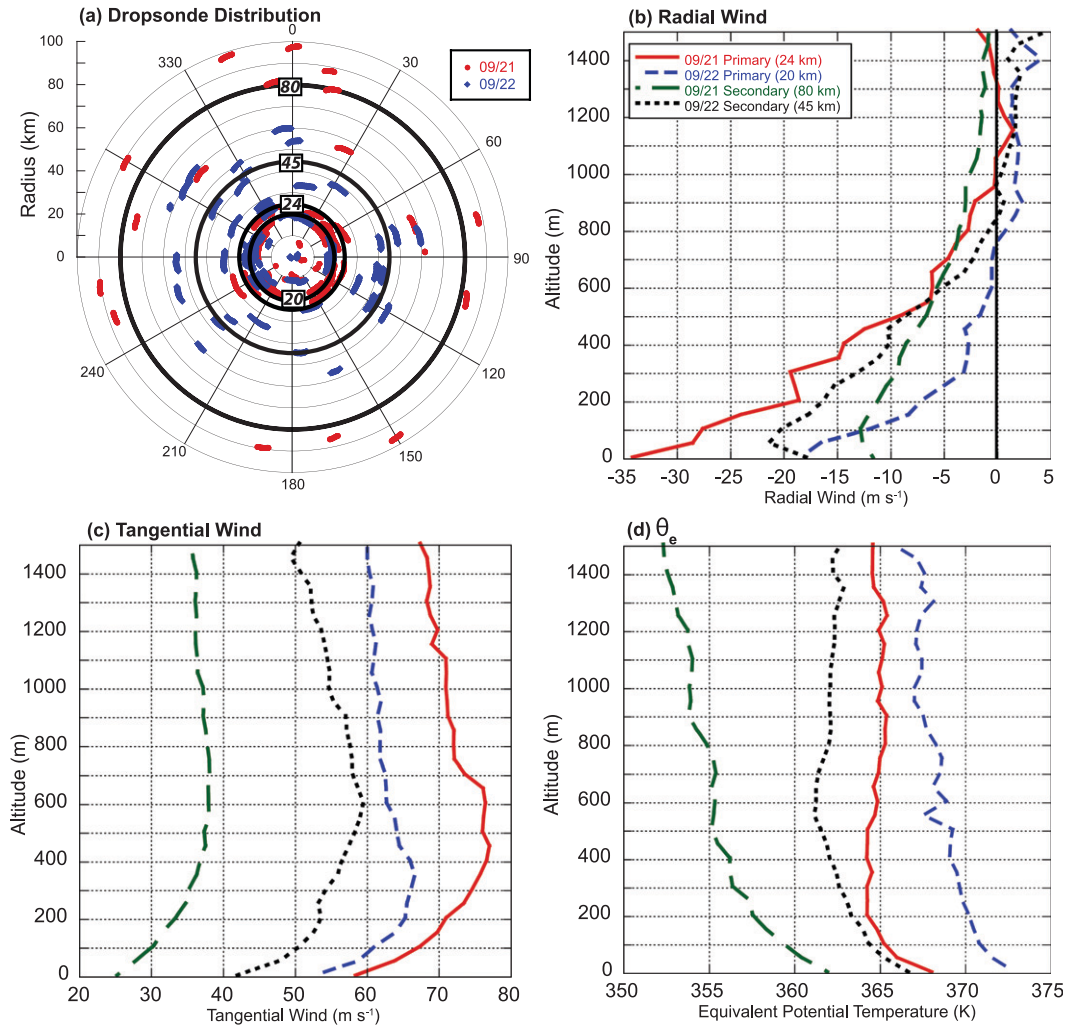 (a) Dropsonde Distribution
0
30
60
90
120
150
180
210
240
330
100
90
80
70
60
50
40
30
20
10
0
Radius (km)
09/21
09/22
80
45
24
20
(b) Radial Wind
09/21 Primary (24 km)
09/22 Primary (20 km)
09/21 Secondary (80 km)
09/22 Secondary (45 km)
1400
1200
1000
800
600
400
200
0
Altitude (m)
-35 -30 -25 -20 -15 -10 -5 0 5
Radial Wind (m s⁻¹)
(c) Tangential Wind
1400
1200
1000
800
600
400
200
0
Altitude (m)
20 30 40 50 60 70 80
Tangential Wind (m s⁻¹)
(d) θe
1400
1200
1000
800
600
400
200
0
Altitude (m)
350 355 360 365 370 375
Equivalent Potential Temperature (K)